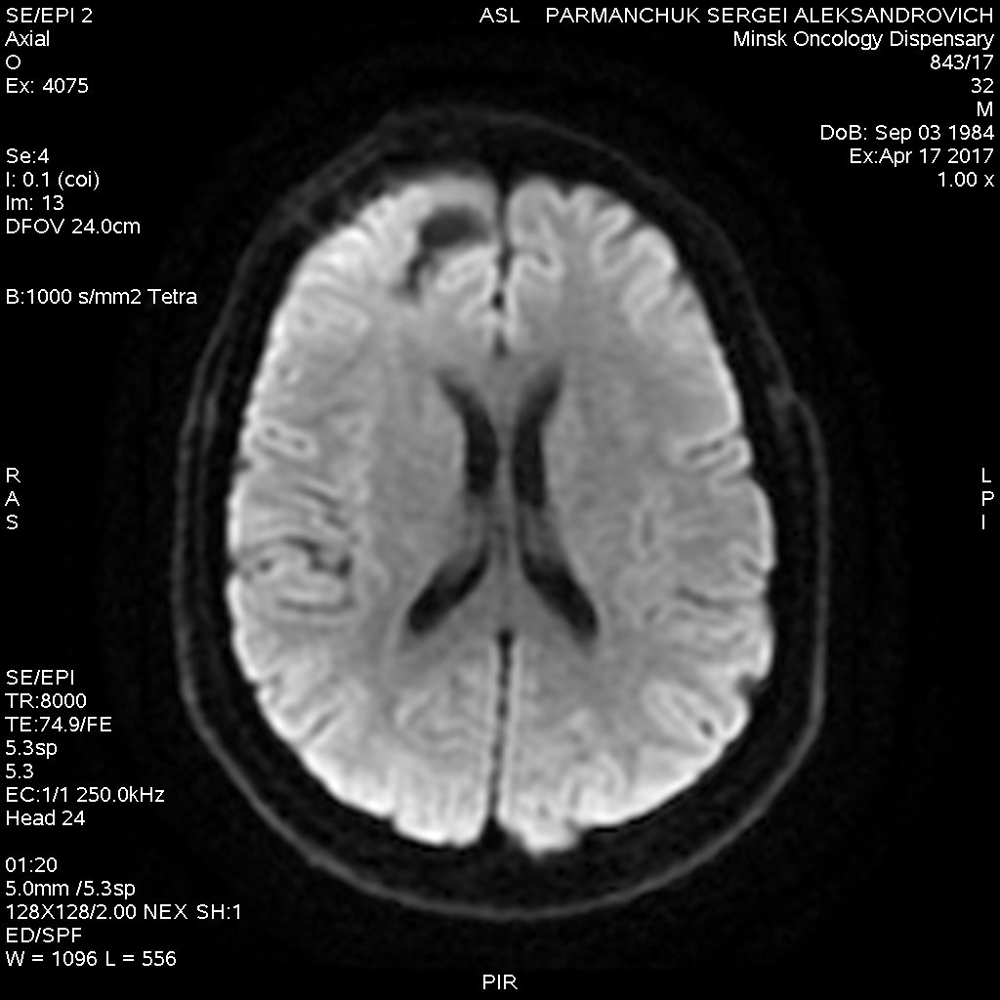 SE/EPI 2
Axial
O
Ex: 4075
Se:4
I: 0.1 (coi)
Im: 13
DFOV 24.0cm
B:1000 s/mm2 Tetra
ASL PARMANCHUK SERGEI ALEKSANDROVICH
Minsk Oncology Dispensary
843/17
32
M
DoB: Sep 03 1984
Ex:Apr 17 2017
1.00 x
R
A
S
L
P
I
SE/EPI
TR:8000
TE:74.9/FE
5.3sp
5.3
EC:1/1 250.0kHz
Head 24
01:20
5.0mm /5.3sp
128X128/2.00 NEX SH:1
ED/SPF
W = 1096 L = 556
PIR